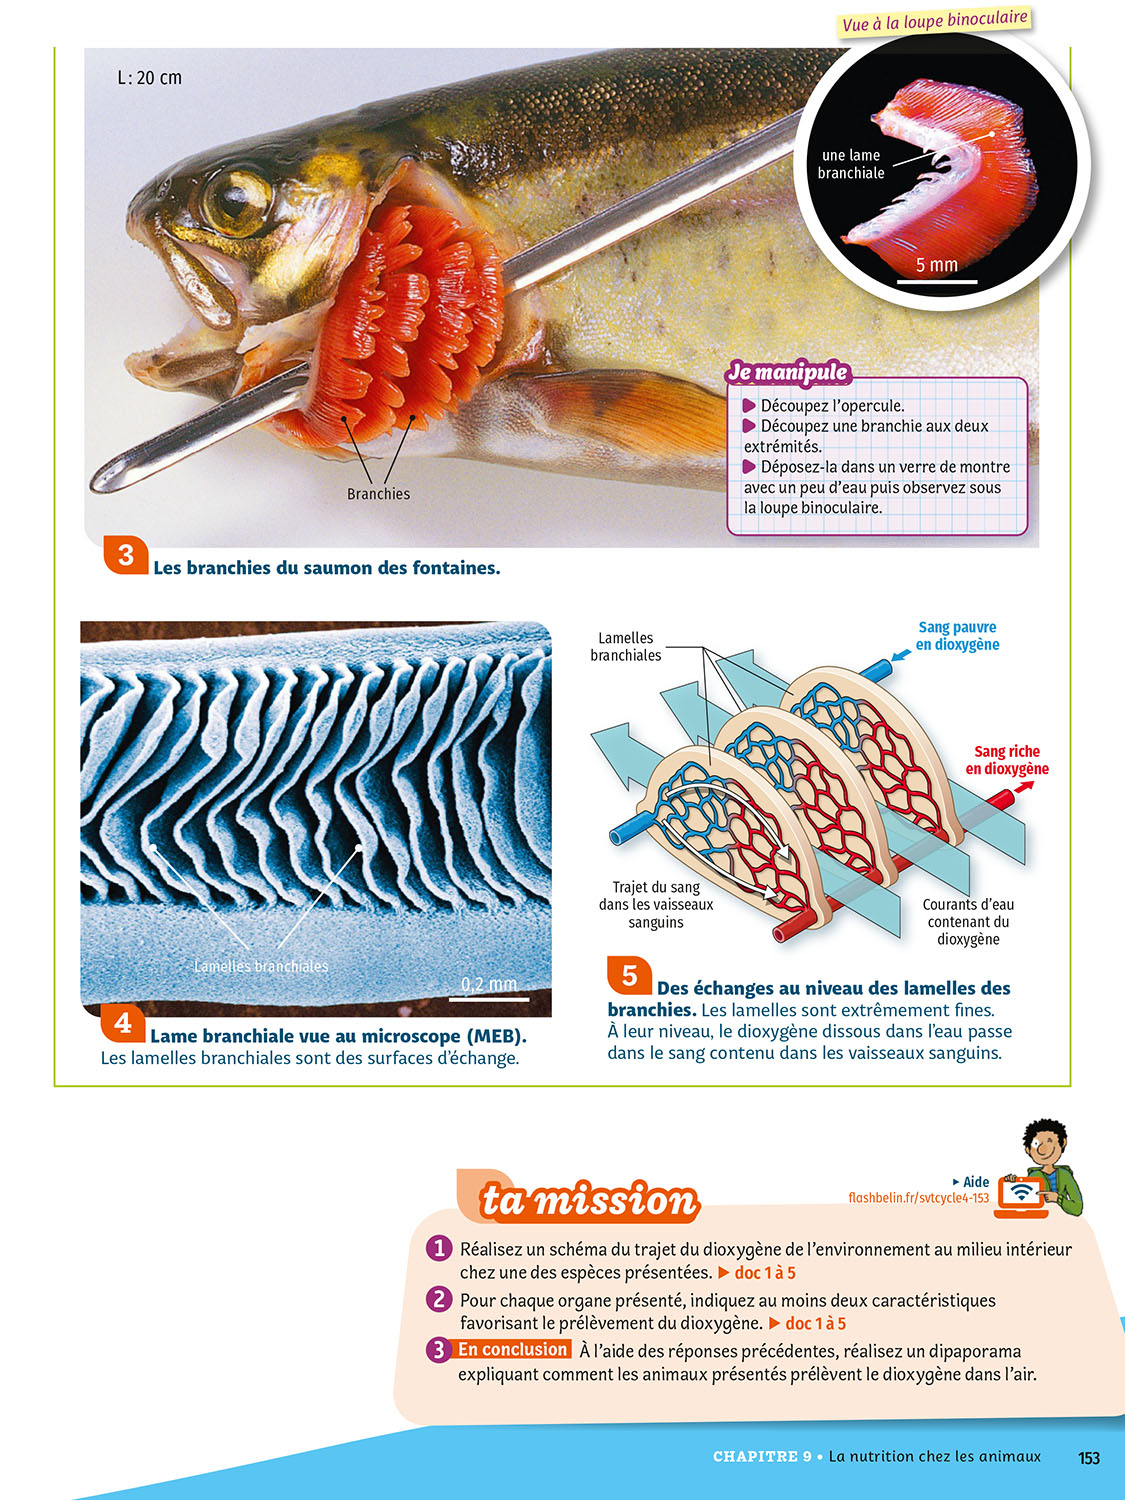 Vue à la loupe binoculaire
L : 20 cm
une lame
branchiale
5 mm
Je manipule
Découpez l'opercule.
Découpez une branchie aux deux
extrémités.
Déposez-la dans un verre de montre
avec un peu d'eau puis observez sous
la loupe binoculaire.
Branchies
3 Les branchies du saumon des fontaines.
Lamelles branchiales
0,2 mm
4 Lame branchiale vue au microscope (MEB).
Les lamelles branchiales sont des surfaces d'échange.
Lamelles
branchiales
Sang pauvre
en dioxygène
Sang riche
en dioxygène
Trajet du sang
dans les vaisseaux
sanguins
Courants d'eau
contenant du
dioxygène
5 Des échanges au niveau des lamelles des
branchies. Les lamelles sont extrêmement fines.
À leur niveau, le dioxygène dissous dans l'eau passe
dans le sang contenu dans les vaisseaux sanguins.
ta mission
Aide
flashbelin.fr/svtcycle4-153
1 Réalisez un schéma du trajet du dioxygène de l'environnement au milieu intérieur
chez une des espèces présentées. ▶ doc 1 à 5
2 Pour chaque organe présenté, indiquez au moins deux caractéristiques
favorisant le prélèvement du dioxygène. ▶ doc 1 à 5
3 En conclusion À l'aide des réponses précédentes, réalisez un dipaporama
expliquant comment les animaux présentés prélèvent le dioxygène dans l'air.
CHAPITRE 9 • La nutrition chez les animaux 153